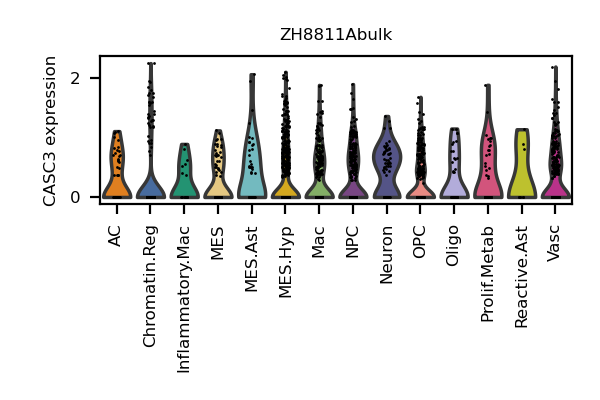 ZH8811Abulk
CASC3 expression
2
0
AC
Chromatin.Reg
Inflammatory.Mac
MES
MES.Ast
MES.Hyp
Mac
NPC
Neuron
OPC
Oligo
Prolif.Metab
Reactive.Ast
Vasc